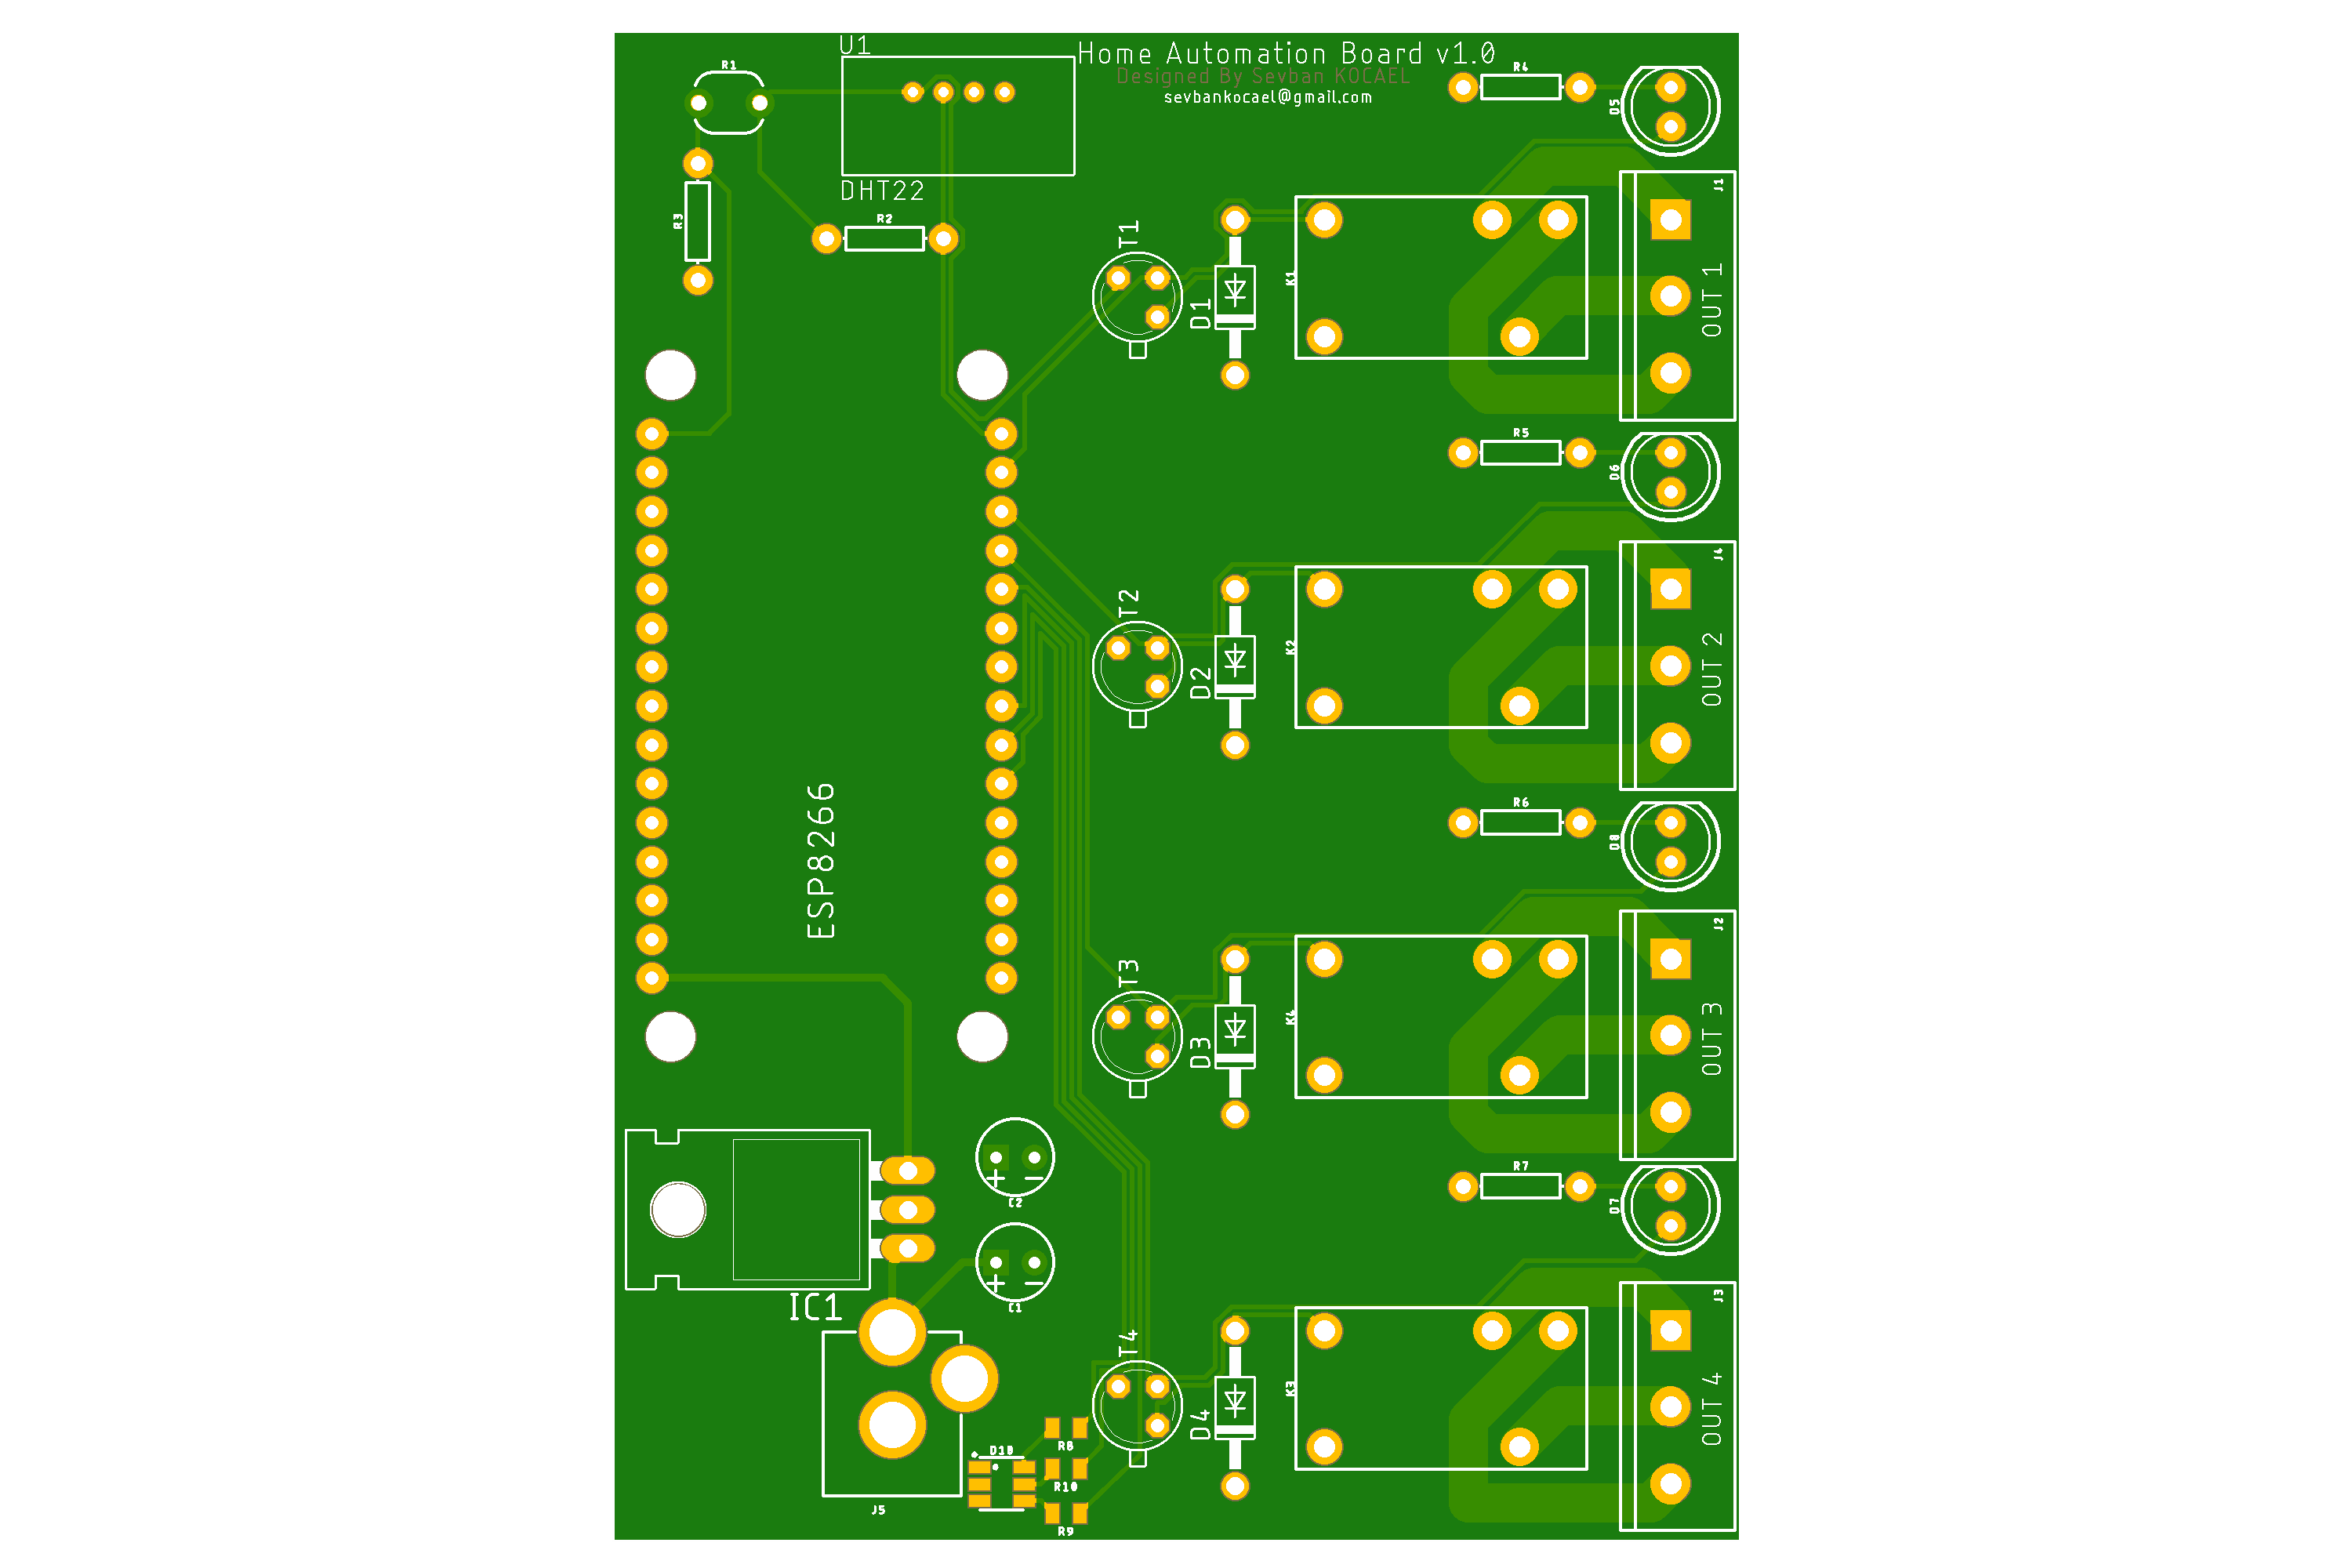 U1
Home Automation Board v1.0
Designed By Sevban KOCAEL
sevbankocael@gmail.com
R1
R4
D5
DHT22
R3
R2
J1
T1
K1
OUT 1
D1
R5
D6
J4
T2
K2
OUT 2
D2
ESP8266
R6
D8
J2
T3
K4
OUT 3
D3
R7
D7
+ -
C2
+ -
C1
IC1
J3
T4
K3
OUT 4
D4
R8
D10
R10
J5
R9